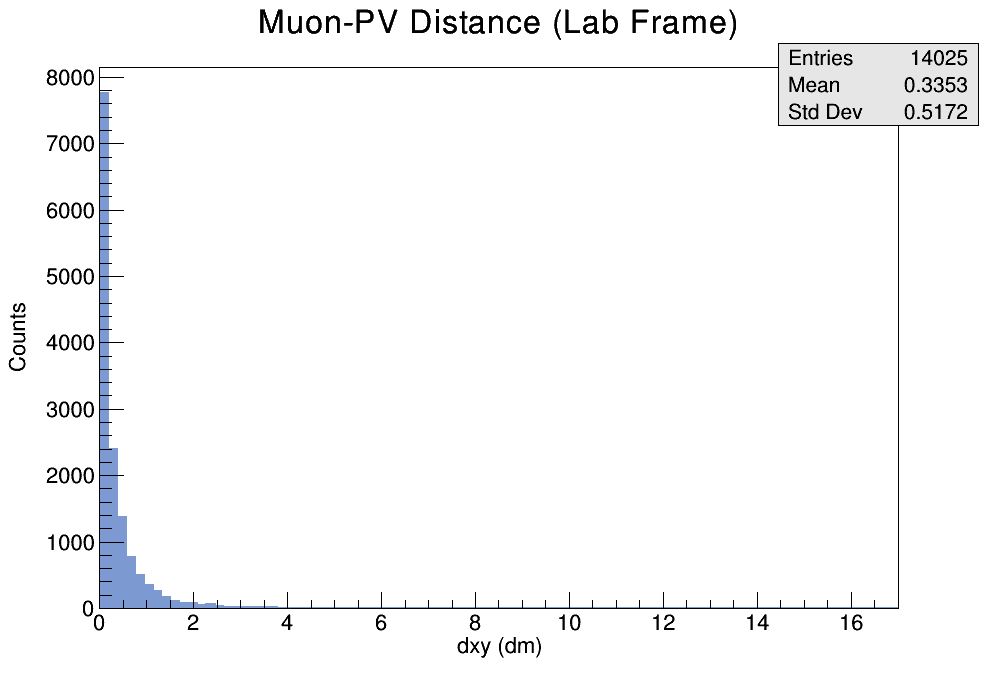 Muon-PV Distance (Lab Frame)
Entries 14025
Mean 0.3353
Std Dev 0.5172
8000
7000
6000
5000
4000
3000
2000
1000
0
Counts
0 2 4 6 8 10 12 14 16
dxy (dm)